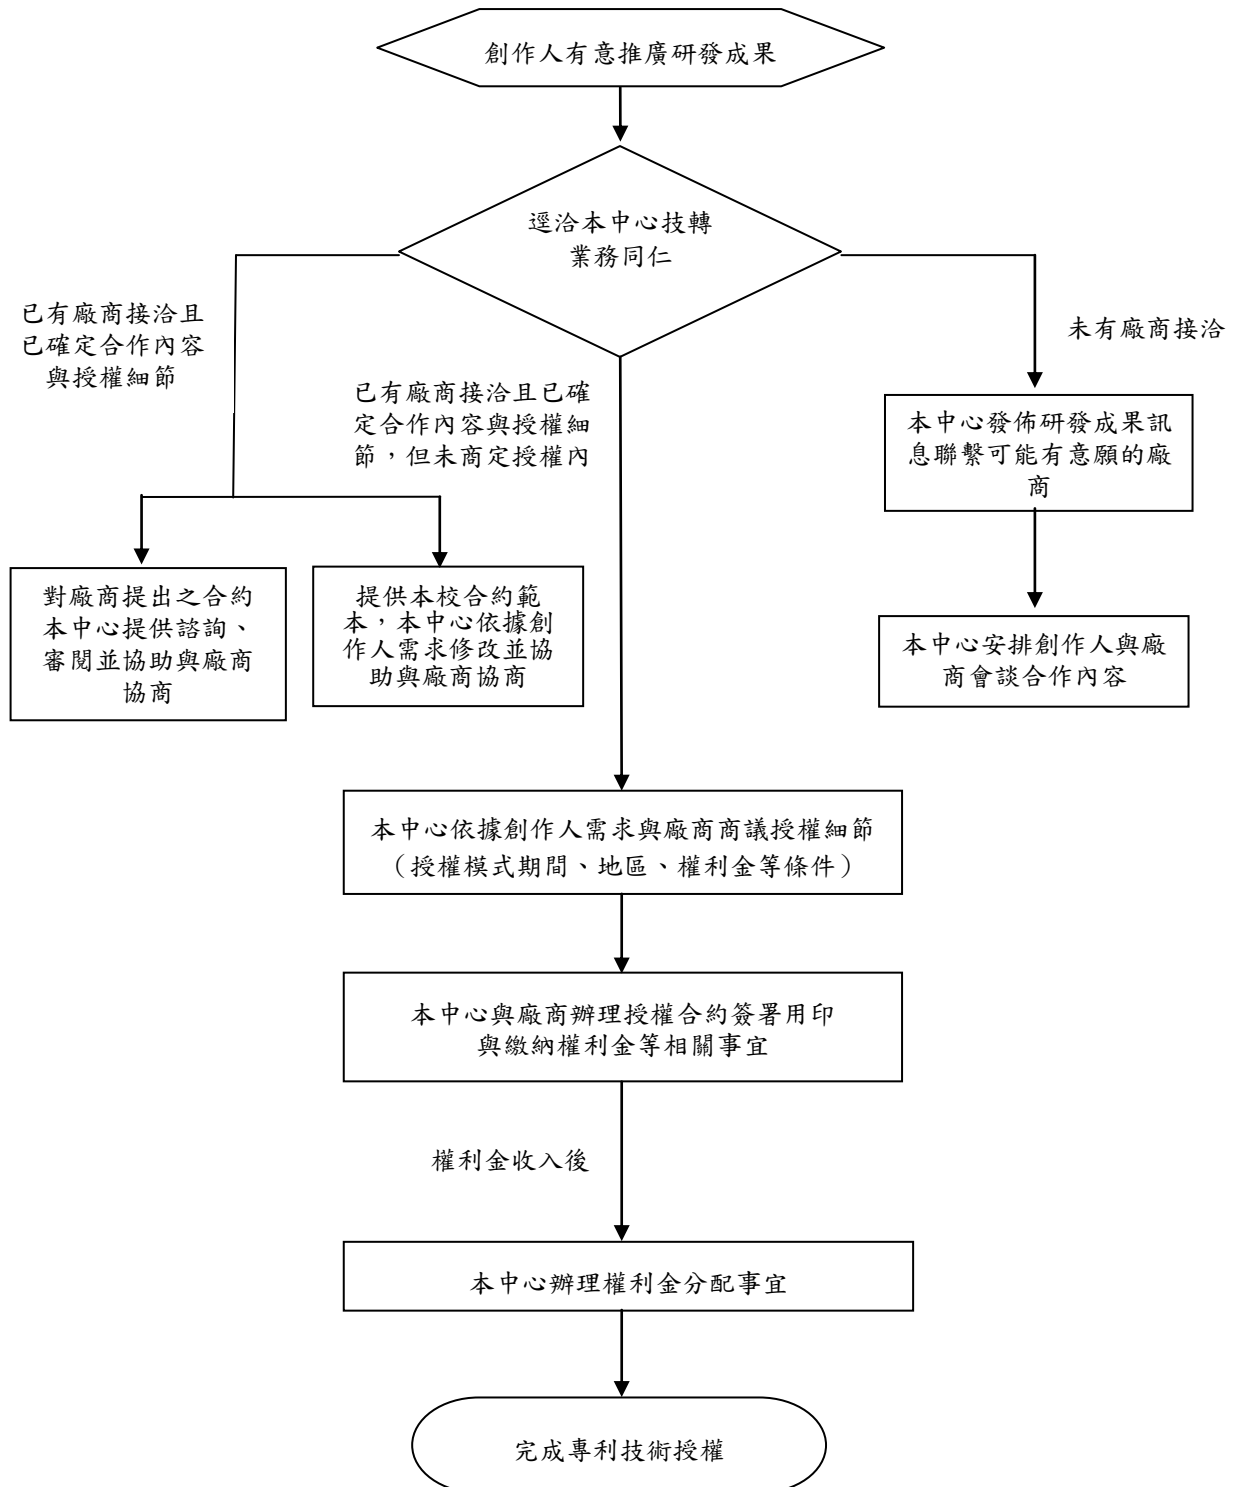 創作人有意推廣研發成果
逕洽本中心技轉
業務同仁
已有廠商接洽且
已確定合作內容
與授權細節
已有廠商接洽且已確
定合作內容與授權細
節，但未商定授權內
未有廠商接洽
本中心發佈研發成果訊
息聯繫可能有意願的廠
商
對廠商提出之合約
本中心提供諮詢、
審閱並協助與廠商
協商
提供本校合約範
本，本中心依據創
作人需求修改並協
助與廠商協商
本中心安排創作人與廠
商會談合作內容
本中心依據創作人需求與廠商商議授權細節
（授權模式期間、地區、權利金等條件）
本中心與廠商辦理授權合約簽署用印
與繳納權利金等相關事宜
權利金收入後
本中心辦理權利金分配事宜
完成專利技術授權